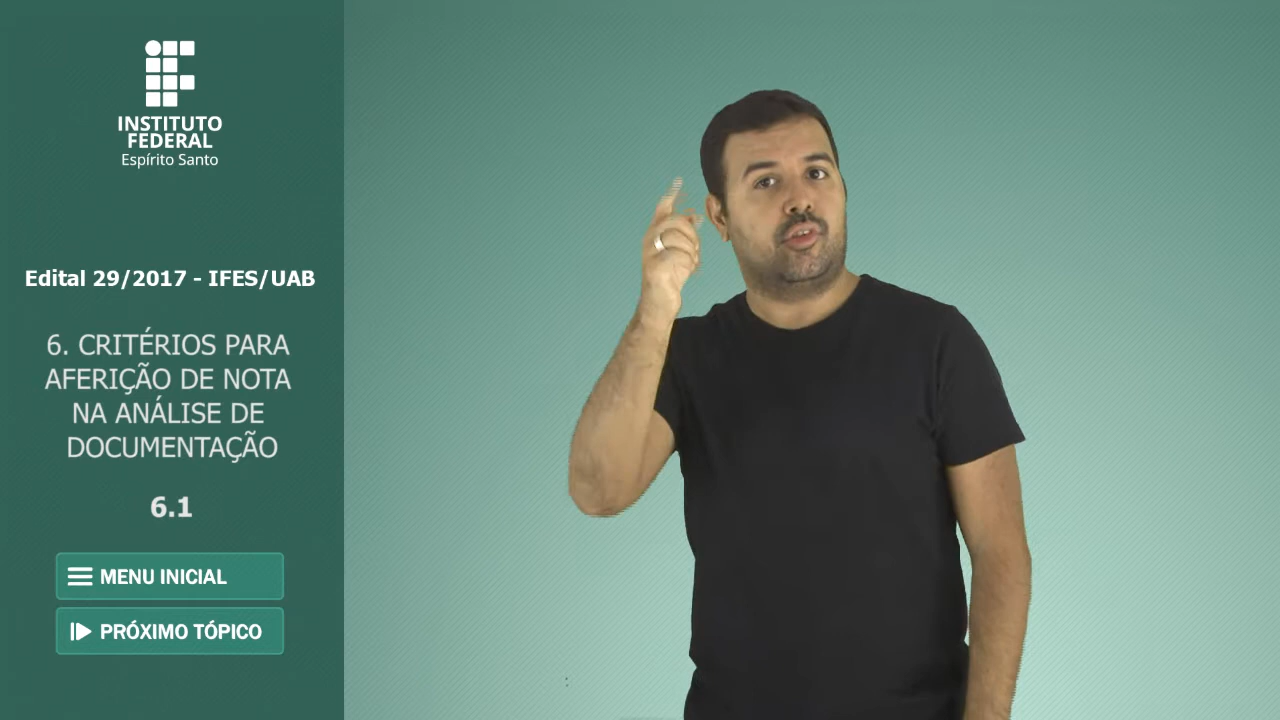 INSTITUTO
FEDERAL
Espírito Santo
Edital 29/2017 - IFES/UAB
6. CRITÉRIOS PARA
AFERIÇÃO DE NOTA
NA ANÁLISE DE
DOCUMENTAÇÃO
6.1
MENU INICIAL
PRÓXIMO TÓPICO